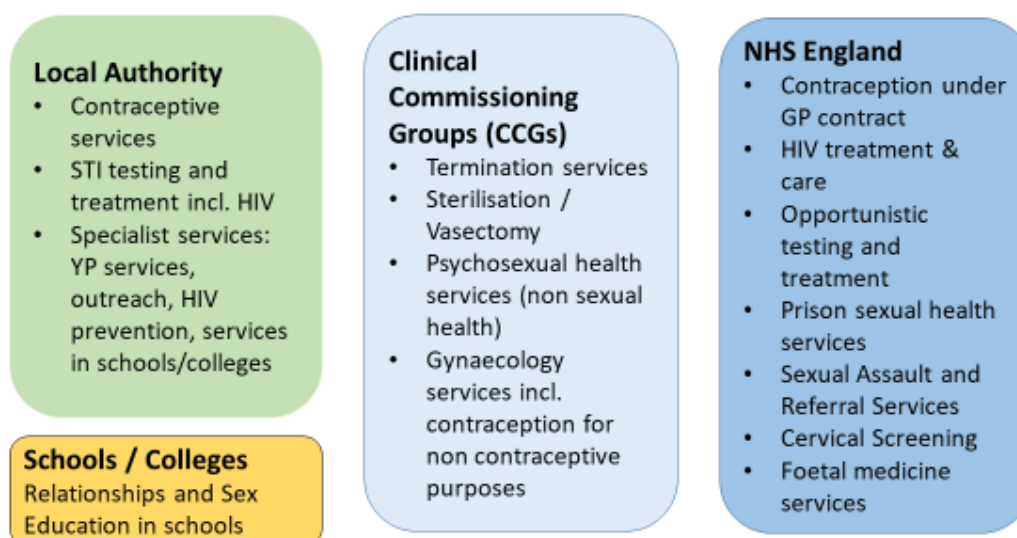 Local Authority
• Contraceptive
services
• STI testing and
treatment incl. HIV
• Specialist services:
YP services,
outreach, HIV
prevention, services
in schools/colleges
Schools / Colleges
Relationships and Sex
Education in schools
Clinical
Commissioning
Groups (CCGs)
• Termination services
• Sterilisation /
Vasectomy
• Psychosexual health
services (non sexual
health)
• Gynaecology
services incl.
contraception for
non contraceptive
purposes
NHS England
• Contraception under
GP contract
• HIV treatment &
care
• Opportunistic
testing and
treatment
• Prison sexual health
services
• Sexual Assault and
Referral Services
• Cervical Screening
• Foetal medicine
services